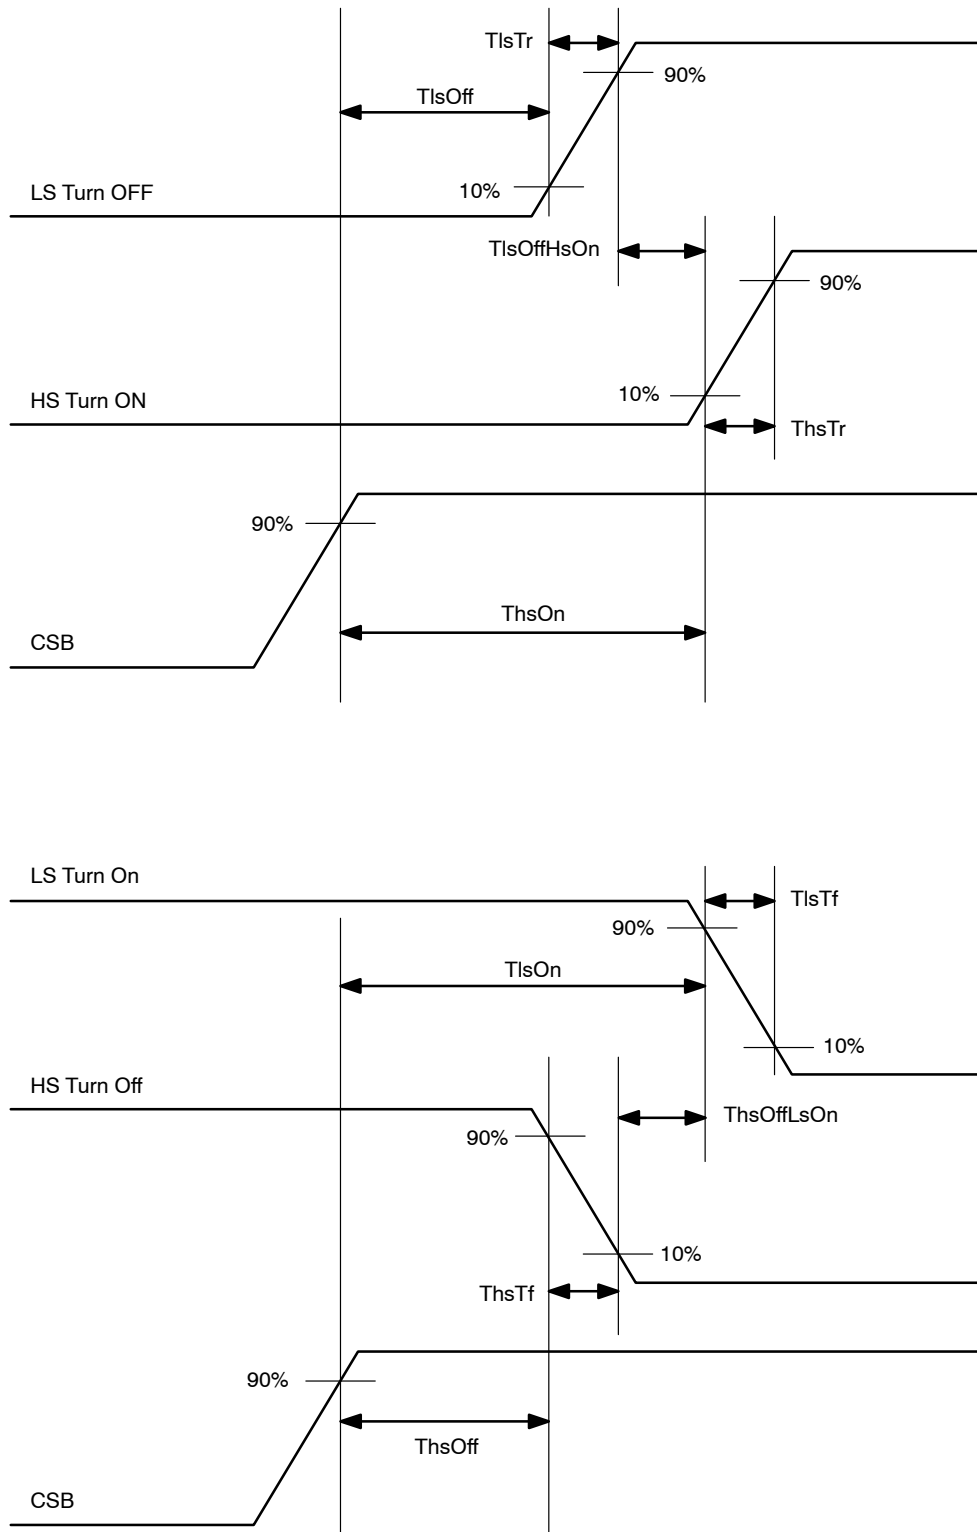 TlsTr
90%
TlsOff
10%
LS Turn OFF
TlsOffHsOn
90%
10%
HS Turn ON
ThsTr
90%
ThsOn
CSB
LS Turn On
TlsTf
90%
TlsOn
10%
HS Turn Off
ThsOffLsOn
90%
10%
ThsTf
90%
ThsOff
CSB